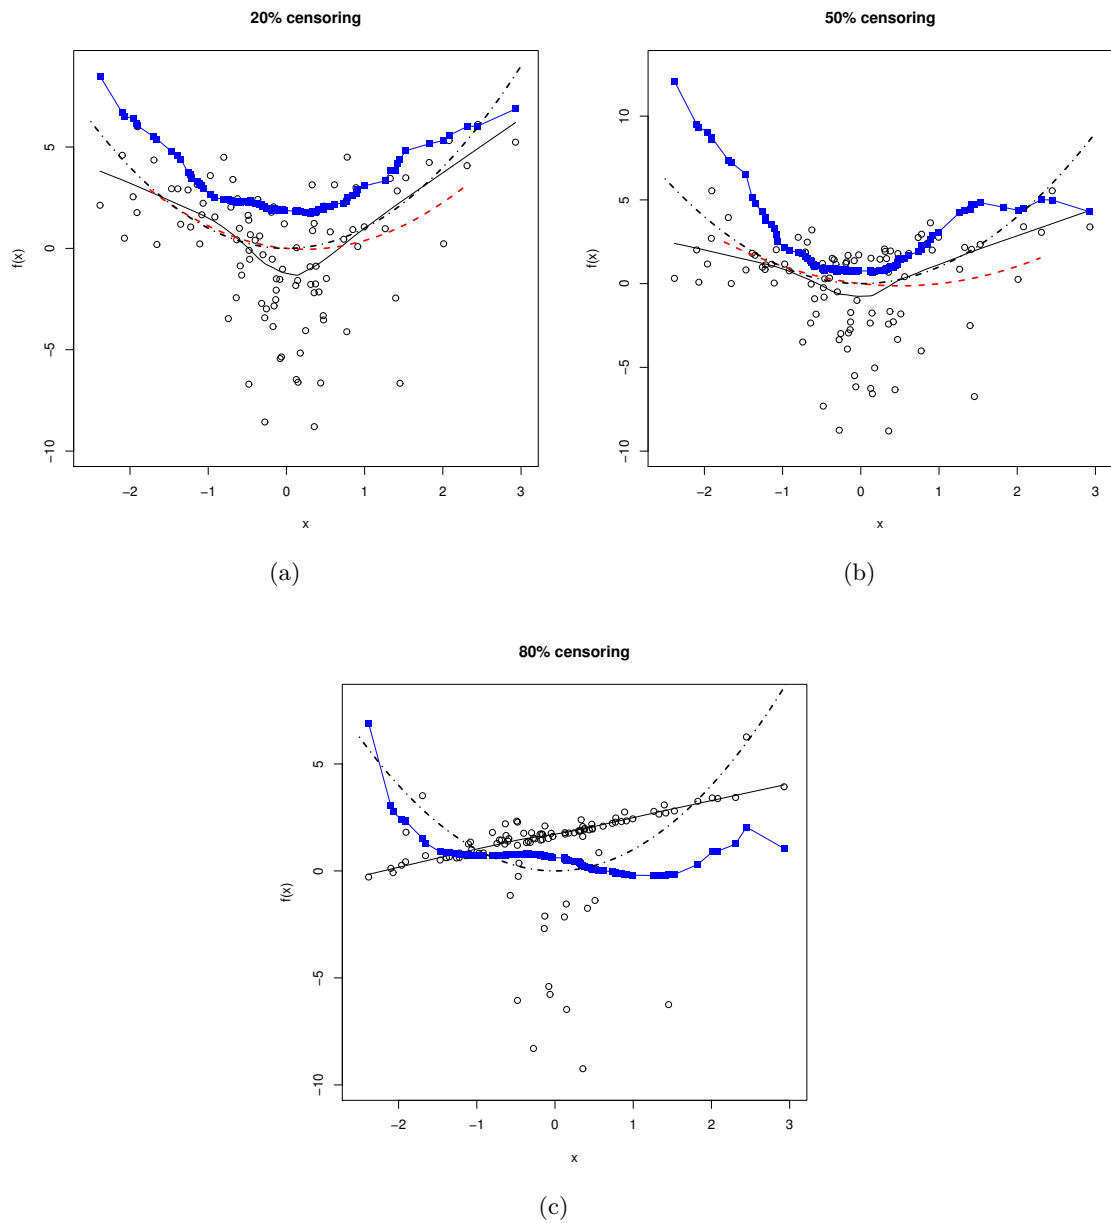 20% censoring
50% censoring
f(x)
5
0
−5
−10
−2 −1 0 1 2 3
x
(a)
f(x)
10
5
0
−5
−10
−2 −1 0 1 2 3
x
(b)
80% censoring
f(x)
5
0
−5
−10
−2 −1 0 1 2 3
x
(c)